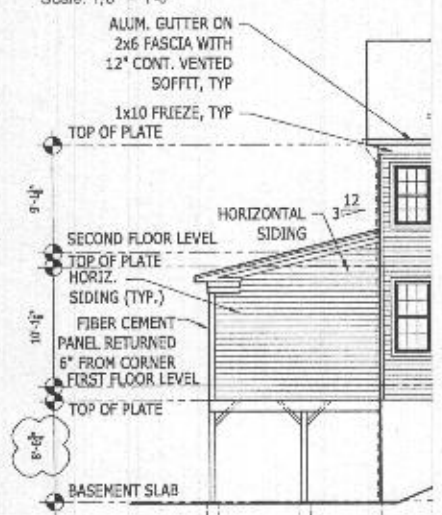 ALUM. GUTTER ON
2x6 FASCIA WITH
12" CONT. VENTED
SOFFIT, TYP
1x10 FRIEZE, TYP
TOP OF PLATE
12
3
HORIZONTAL
SIDING
SECOND FLOOR LEVEL
TOP OF PLATE
HORIZ.
SIDING (TYP.)
FIBER CEMENT
PANEL RETURNED
6" FROM CORNER
FIRST FLOOR LEVEL
TOP OF PLATE
BASEMENT SLAB